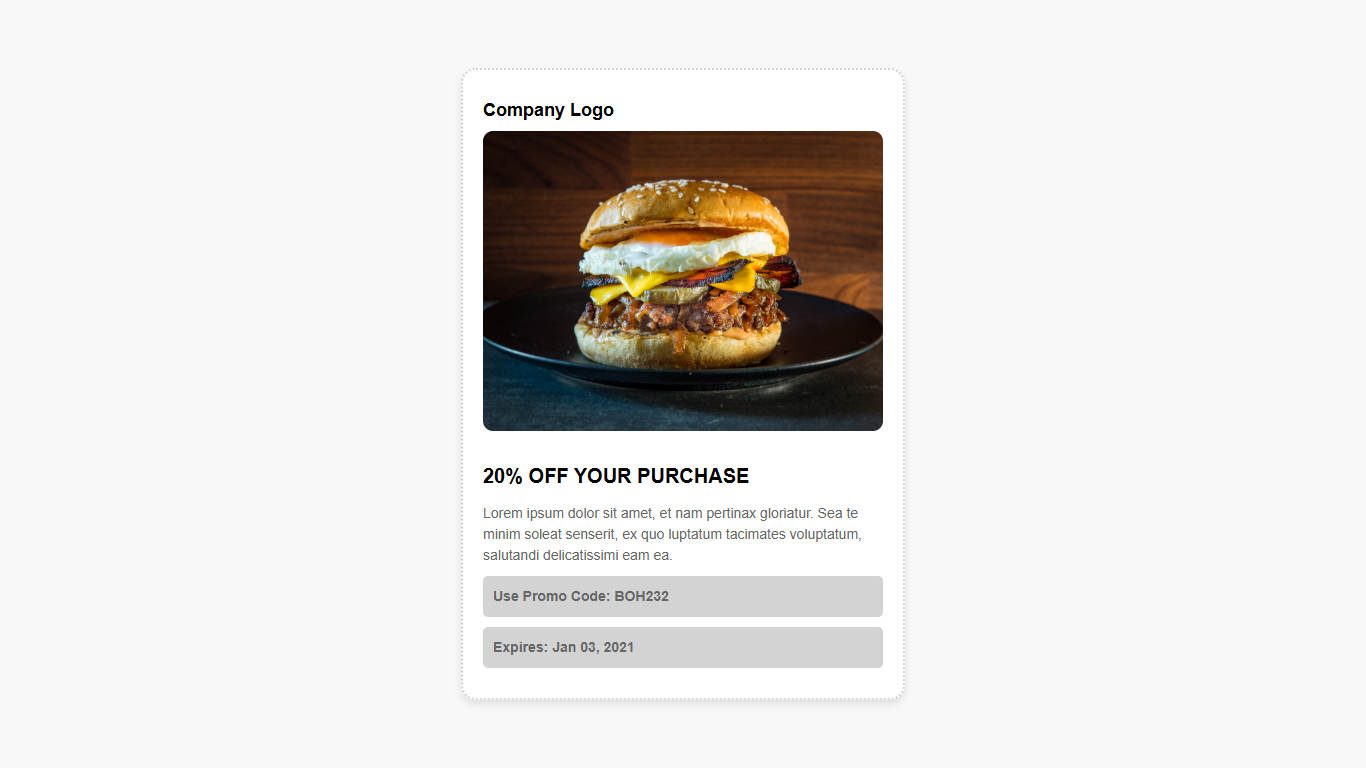 Company Logo
20% OFF YOUR PURCHASE
Lorem ipsum dolor sit amet, et nam pertinax gloriatur. Sea te
minim soleat senserit, ex quo luptatum tacimates voluptatum,
salutandi delicatissimi eam ea.
Use Promo Code: BOH232
Expires: Jan 03, 2021